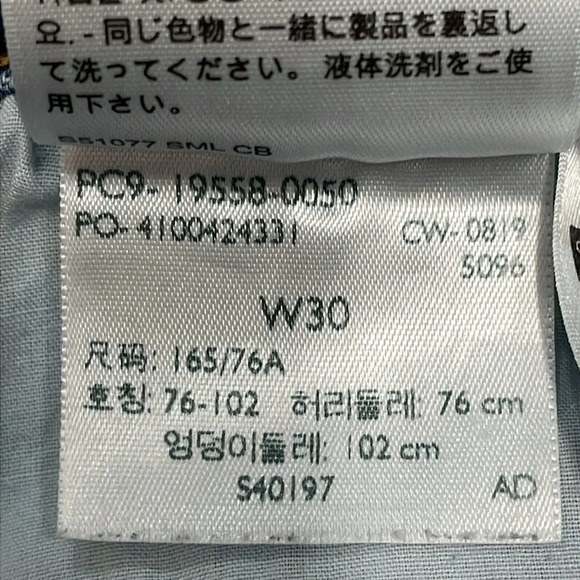 요. - 同じ色物と一緒に製品を裏返し
て洗ってください。液体洗剤をご使
用下さい。
S51077 SML CB
PC9- 19558-0050
PO- 4100424331 CW- 0819
5096
W30
尺码: 165/76A
호칭: 76-102 허리둘레: 76 cm
엉덩이둘레: 102 cm
S40197 AD